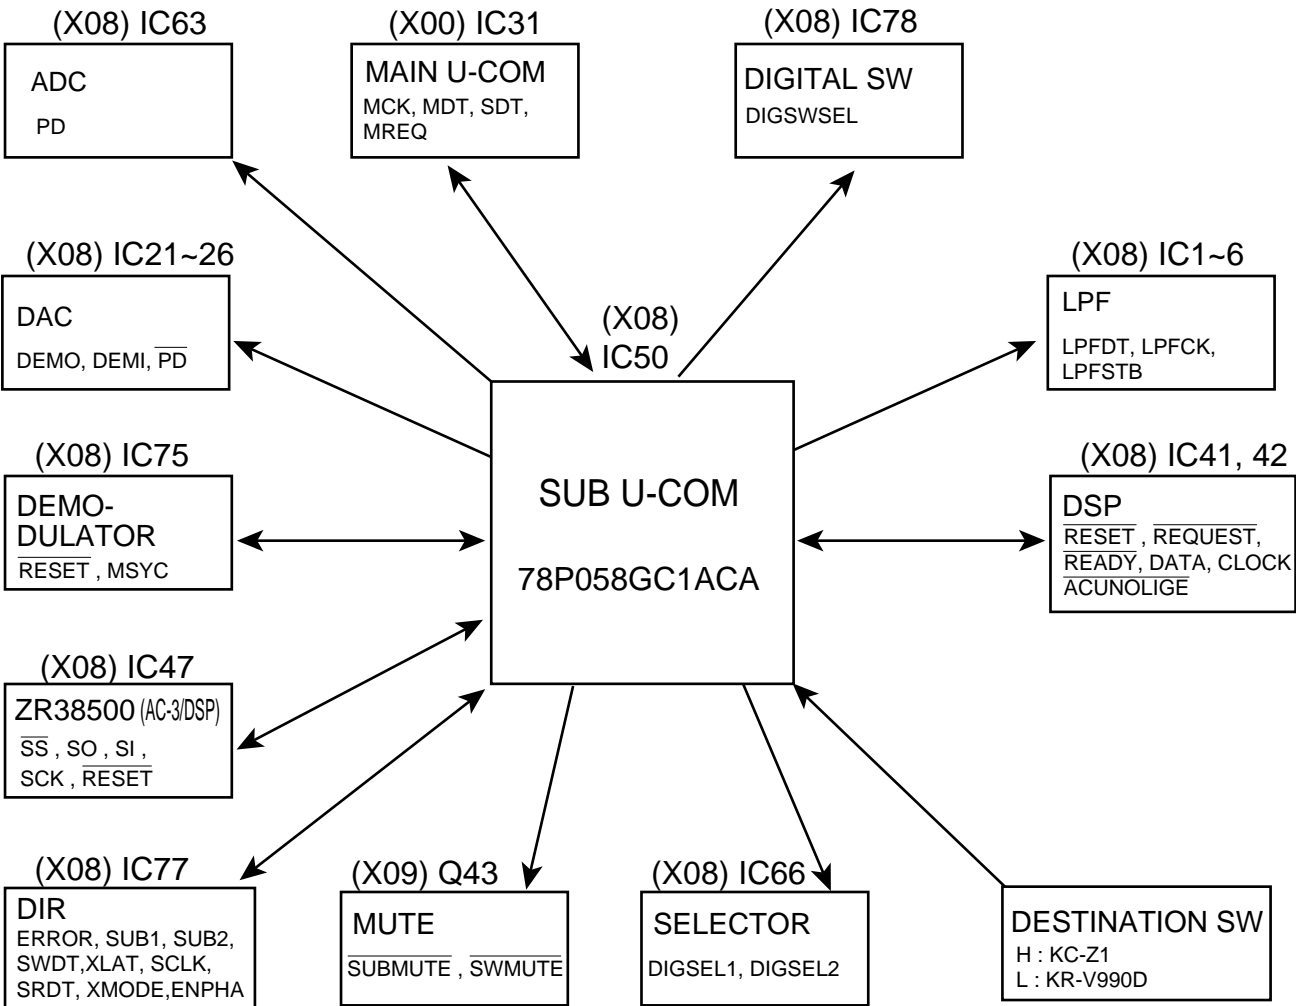 (X08) IC63
ADC
PD
(X00) IC31
MAIN U-COM
MCK, MDT, SDT,
MREQ
(X08) IC78
DIGITAL SW
DIGSWSEL
(X08) IC21~26
DAC
DEMO, DEMI, PD
(X08)
IC50
SUB U-COM
78P058GC1ACA
(X08) IC1~6
LPF
LPFDT, LPFCK,
LPFSTB
(X08) IC75
DEMO-
DULATOR
RESET , MSYC
(X08) IC41, 42
DSP
RESET , REQUEST,
READY, DATA, CLOCK
ACUNOLIGE
(X08) IC47
ZR38500 (AC-3/DSP)
SS , SO , SI ,
SCK , RESET
(X08) IC77
DIR
ERROR, SUB1, SUB2,
SWDT,XLAT, SCLK,
SRDT, XMODE,ENPHA
(X09) Q43
MUTE
SUBMUTE , SWMUTE
(X08) IC66
SELECTOR
DIGSEL1, DIGSEL2
DESTINATION SW
H : KC-Z1
L : KR-V990D